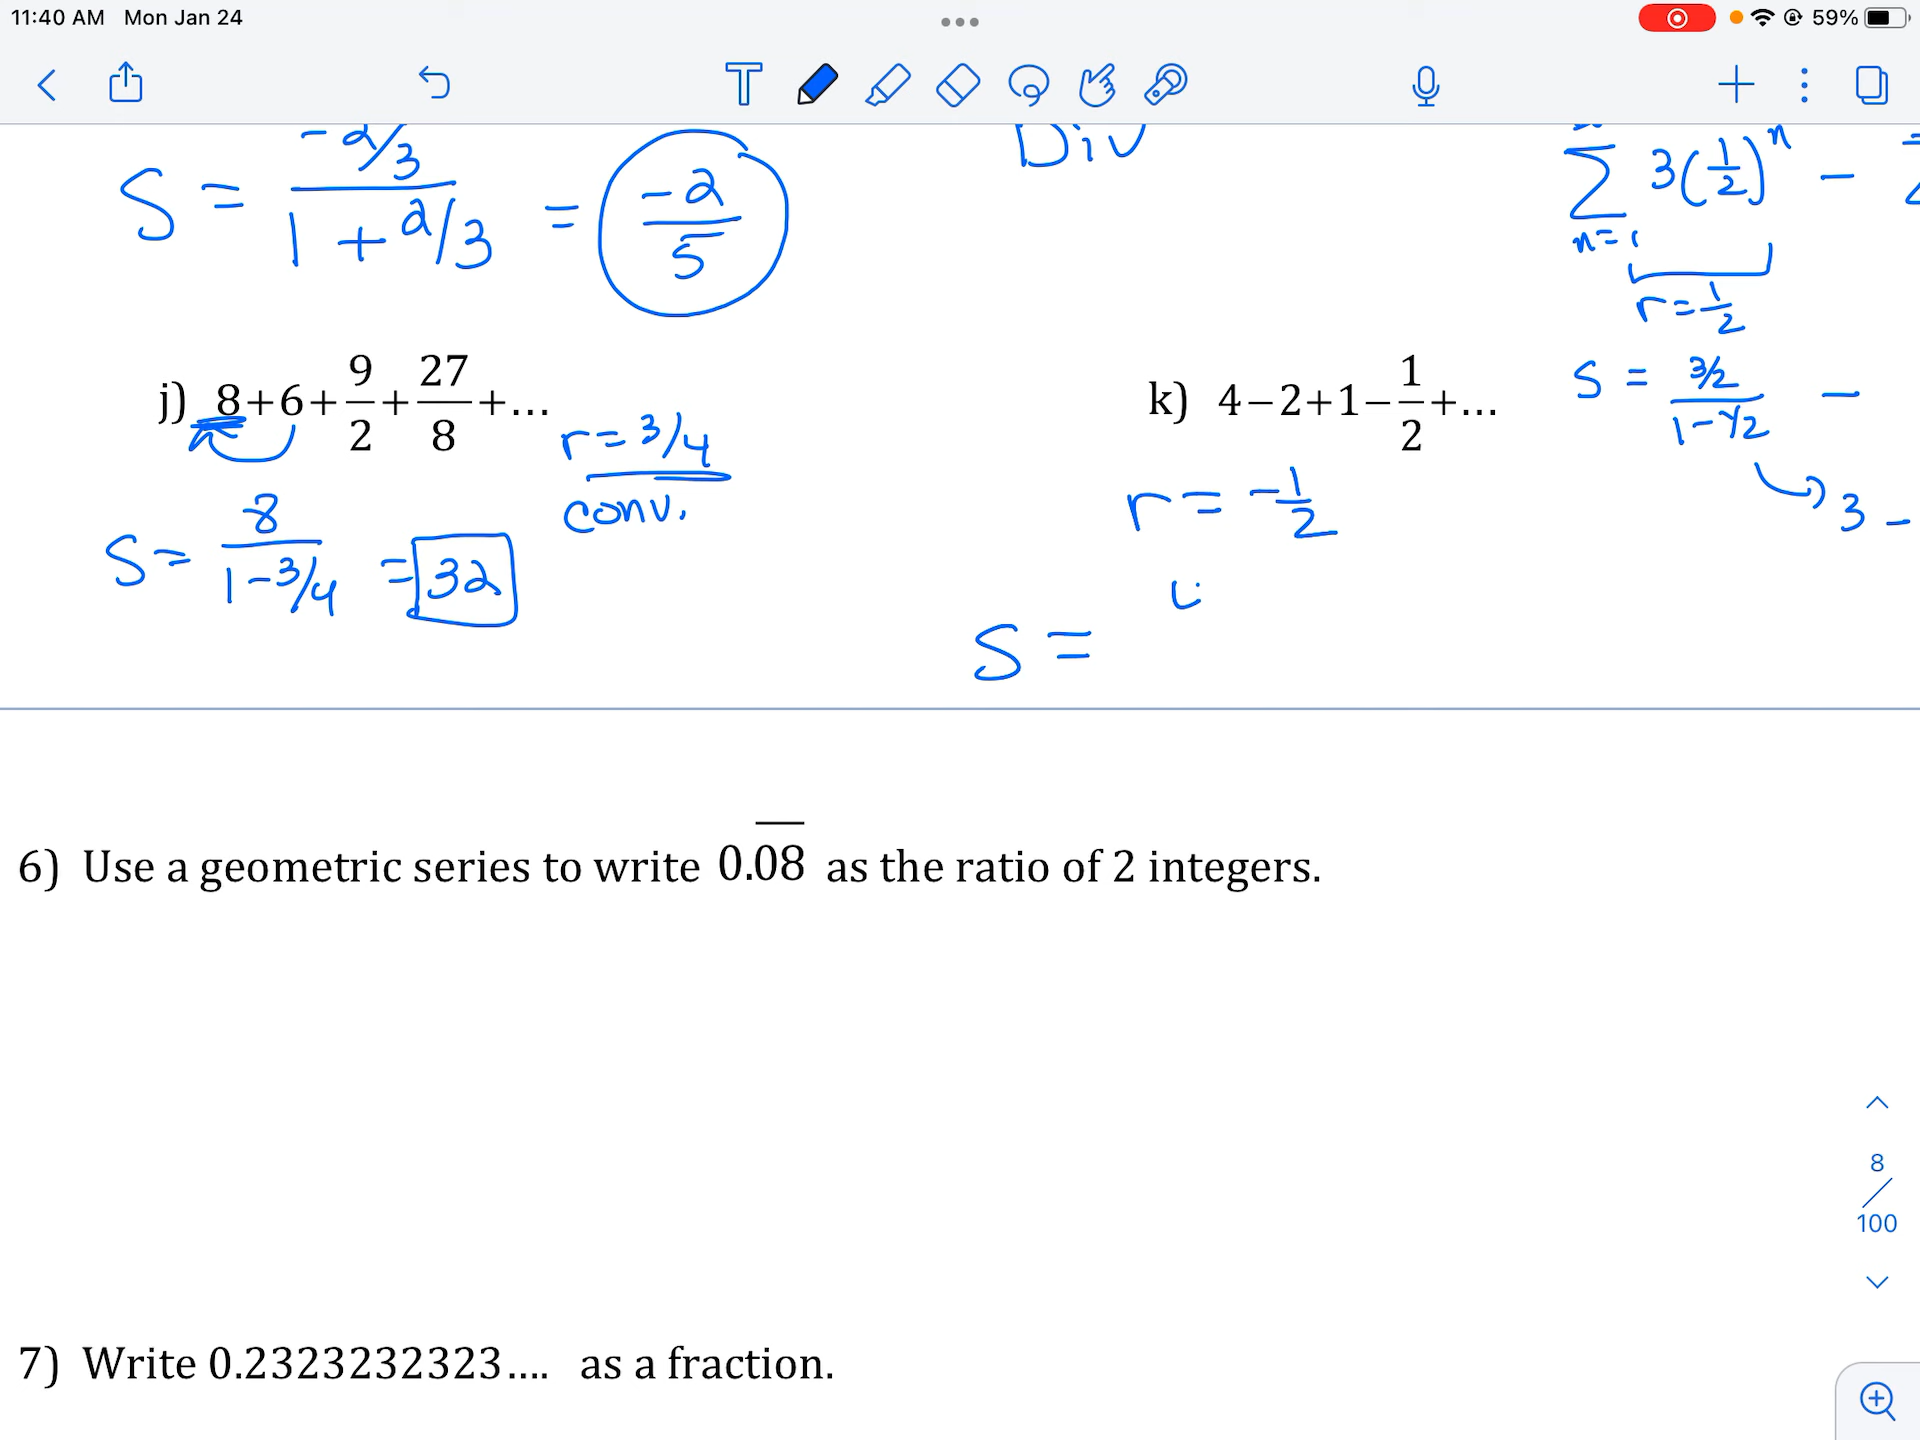 11:40 AM Mon Jan 24
59%
S = -2/3 / 1 + 2/3 = -2/5
Div
∑ 3(1/2)^n -
n=1
r = 1/2
S = 3/2 / 1-1/2 -
3 -
j) 8+6+9/2+27/8+...
r = 3/4
conv.
S = 8 / 1-3/4 = 32
k) 4−2+1−1/2+...
r = -1/2
S =
6) Use a geometric series to write 0.0̅8̅ as the ratio of 2 integers.
8
/
100
7) Write 0.2323232323.... as a fraction.